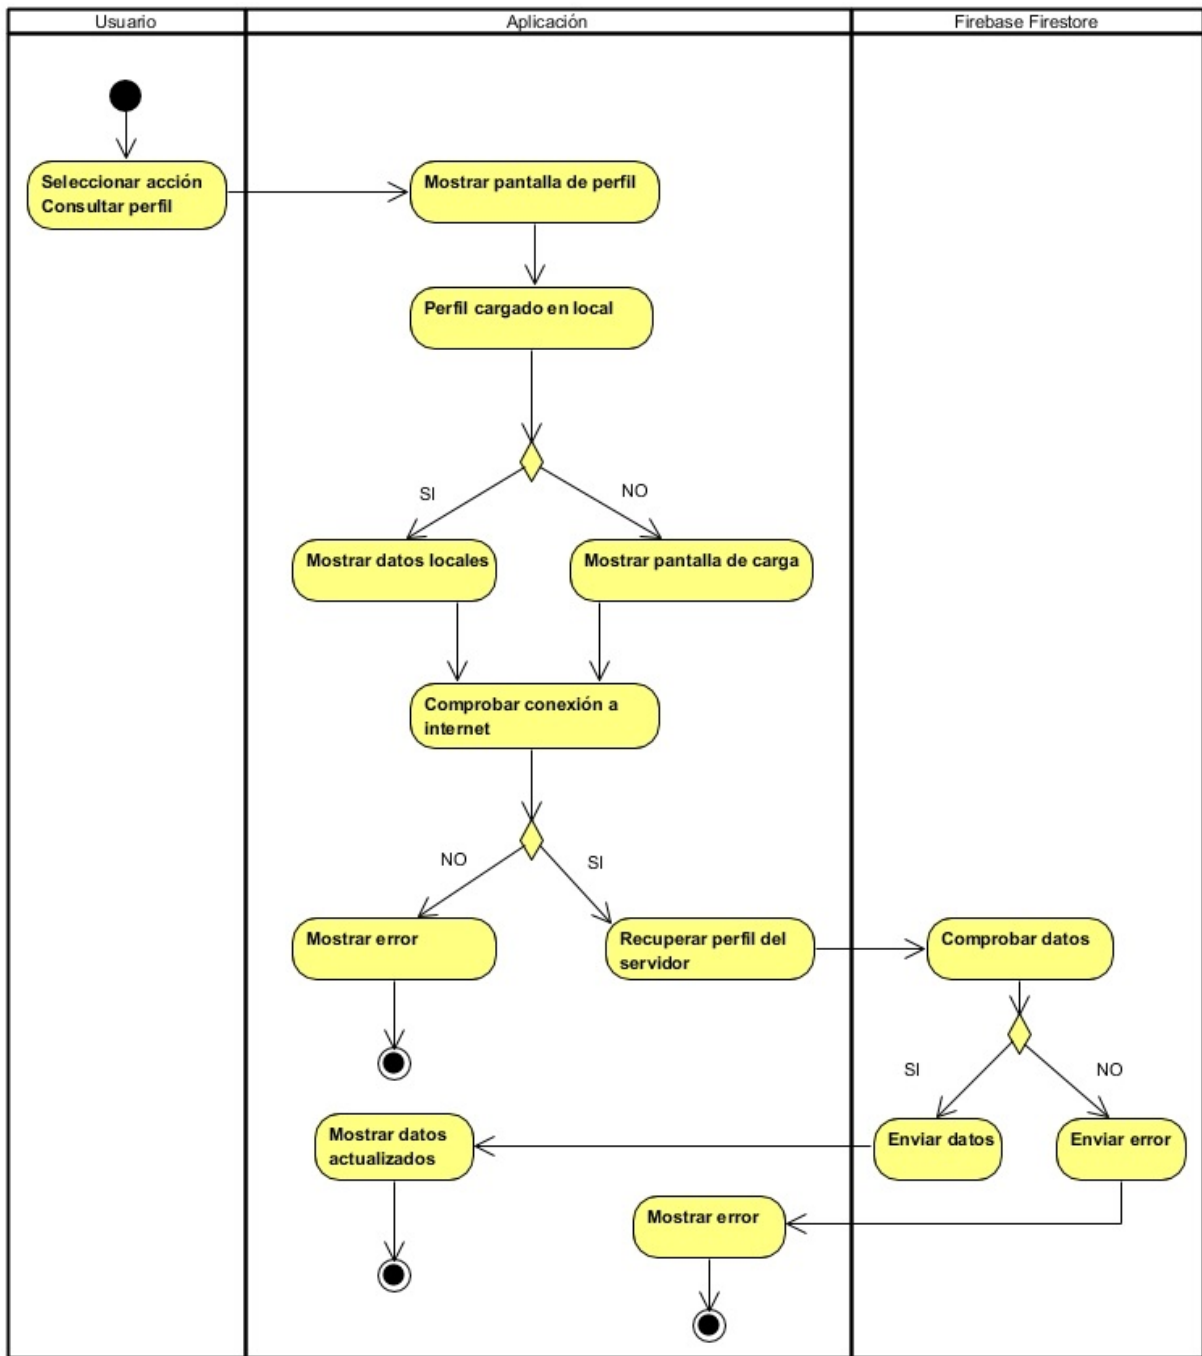 Usuario
Aplicación
Firebase Firestore
Seleccionar acción
Consultar perfil
Mostrar pantalla de perfil
Perfil cargado en local
SI
NO
Mostrar datos locales
Mostrar pantalla de carga
Comprobar conexión a
internet
NO
SI
Mostrar error
Recuperar perfil del
servidor
Comprobar datos
SI
NO
Mostrar datos
actualizados
Enviar datos
Enviar error
Mostrar error